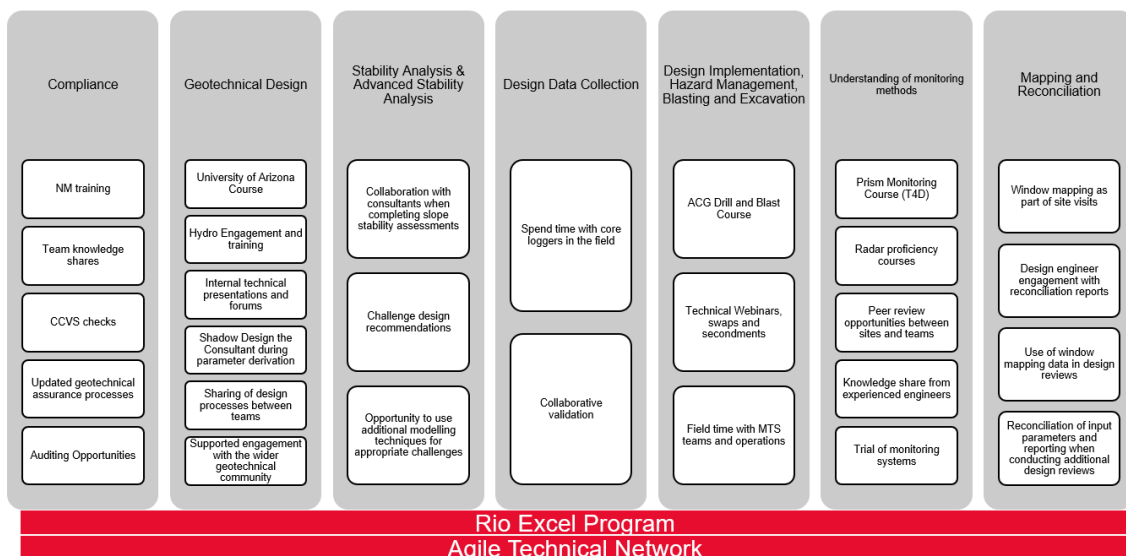 Compliance
NM training
Team knowledge
shares
CCVS checks
Updated geotechnical
assurance processes
Auditing Opportunities
Geotechnical Design
University of Arizona
Course
Hydro Engagement and
training
Internal technical
presentations and
forums
Shadow Design the
Consultant during
parameter derivation
Sharing of design
processes between
teams
Supported engagement
with the wider
geotechnical
community
Stability Analysis &
Advanced Stability
Analysis
Collaboration with
consultants when
completing slope
stability assessments
Challenge design
recommendations
Opportunity to use
additional modelling
techniques for
appropriate challenges
Design Data Collection
Spend time with core
loggers in the field
Collaborative
validation
Design Implementation,
Hazard Management,
Blasting and Excavation
ACG Drill and Blast
Course
Technical Webinars,
swaps and
secondments
Field time with MTS
teams and operations
Understanding of monitoring
methods
Prism Monitoring
Course (T4D)
Radar proficiency
courses
Peer review
opportunities between
sites and teams
Knowledge share from
experienced engineers
Trial of monitoring
systems
Mapping and
Reconciliation
Window mapping as
part of site visits
Design engineer
engagement with
reconciliation reports
Use of window
mapping data in design
reviews
Reconciliation of input
parameters and
reporting when
conducting additional
design reviews
Rio Excel Program
Agile Technical Network